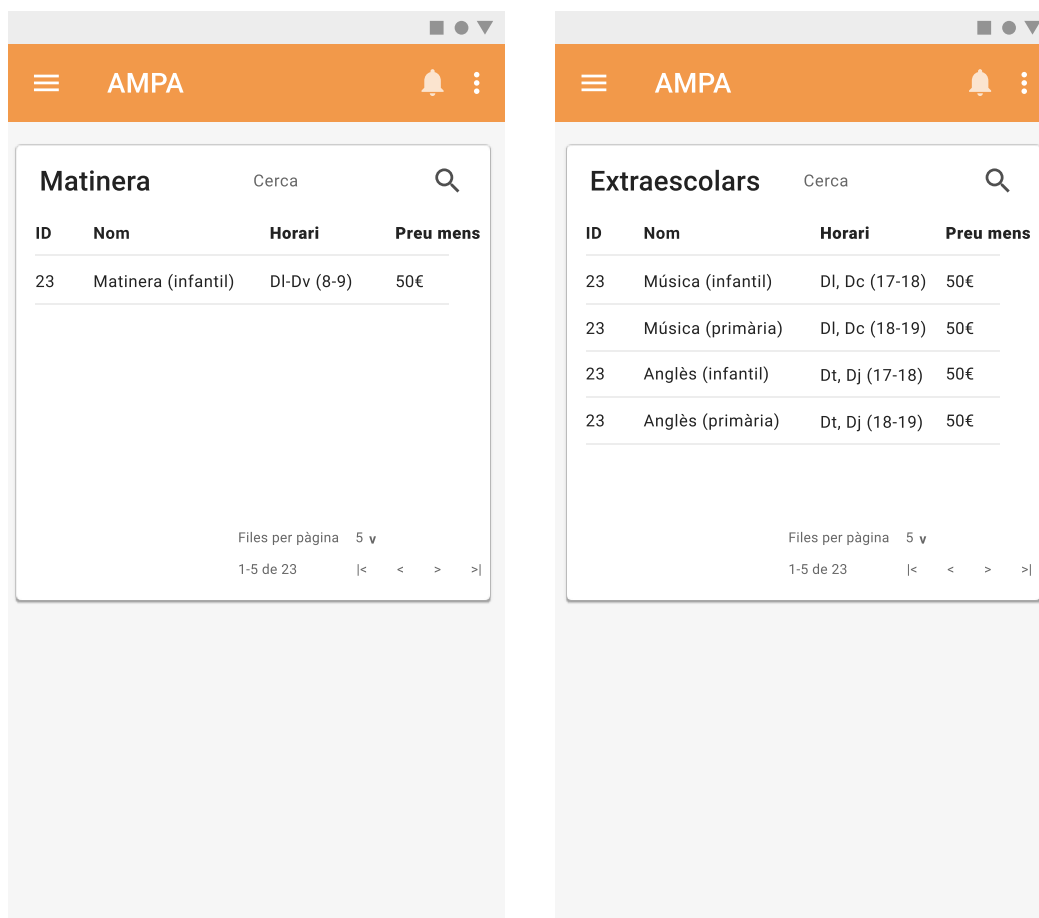 AMPA
Matinera Cerca
ID Nom Horari Preu mens
23 Matinera (infantil) Dl-Dv (8-9) 50€
Files per pàgina 5 v
1-5 de 23 |< < > >|
AMPA
Extraescolars Cerca
ID Nom Horari Preu mens
23 Música (infantil) Dl, Dc (17-18) 50€
23 Música (primària) Dl, Dc (18-19) 50€
23 Anglès (infantil) Dt, Dj (17-18) 50€
23 Anglès (primària) Dt, Dj (18-19) 50€
Files per pàgina 5 v
1-5 de 23 |< < > >|